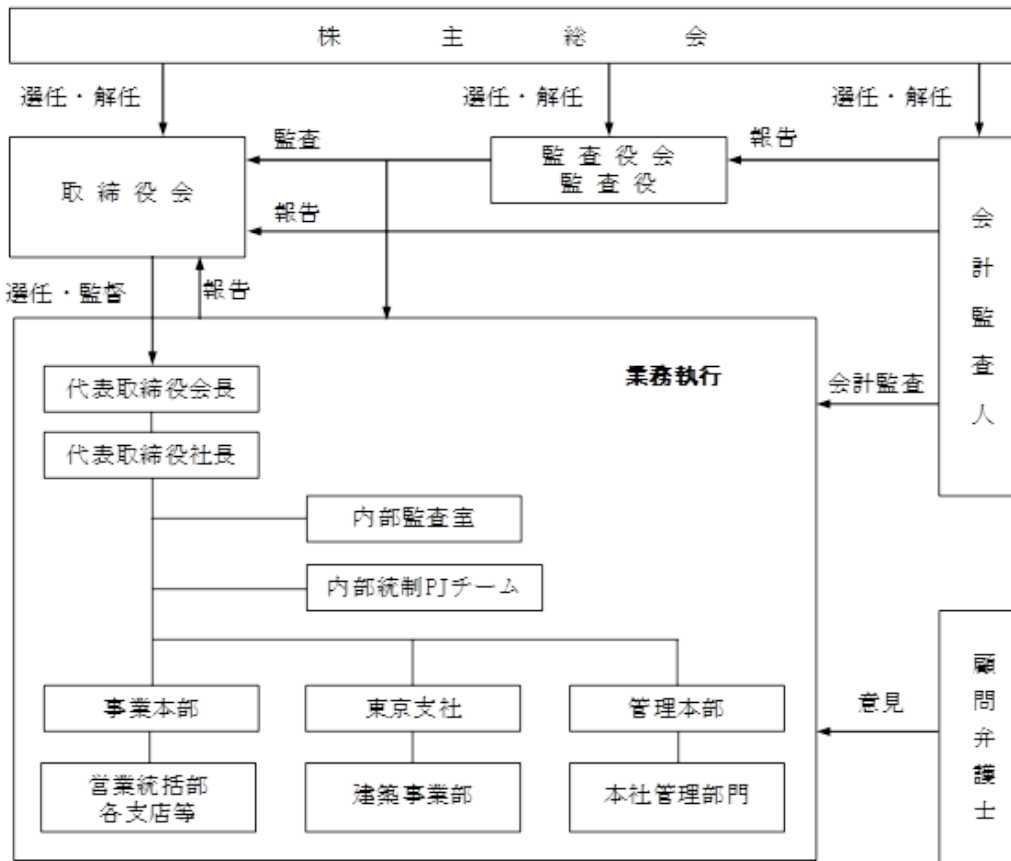 株主総会
選任・解任
選任・解任
選任・解任
取締役会
監査
監査役会
監査役
報告
報告
会計監査人
選任・監督
報告
業務執行
代表取締役会長
会計監査
代表取締役社長
内部監査室
内部統制PJチーム
事業本部
東京支社
管理本部
意見
顧問弁護士
営業統括部
各支店等
建築事業部
本社管理部門